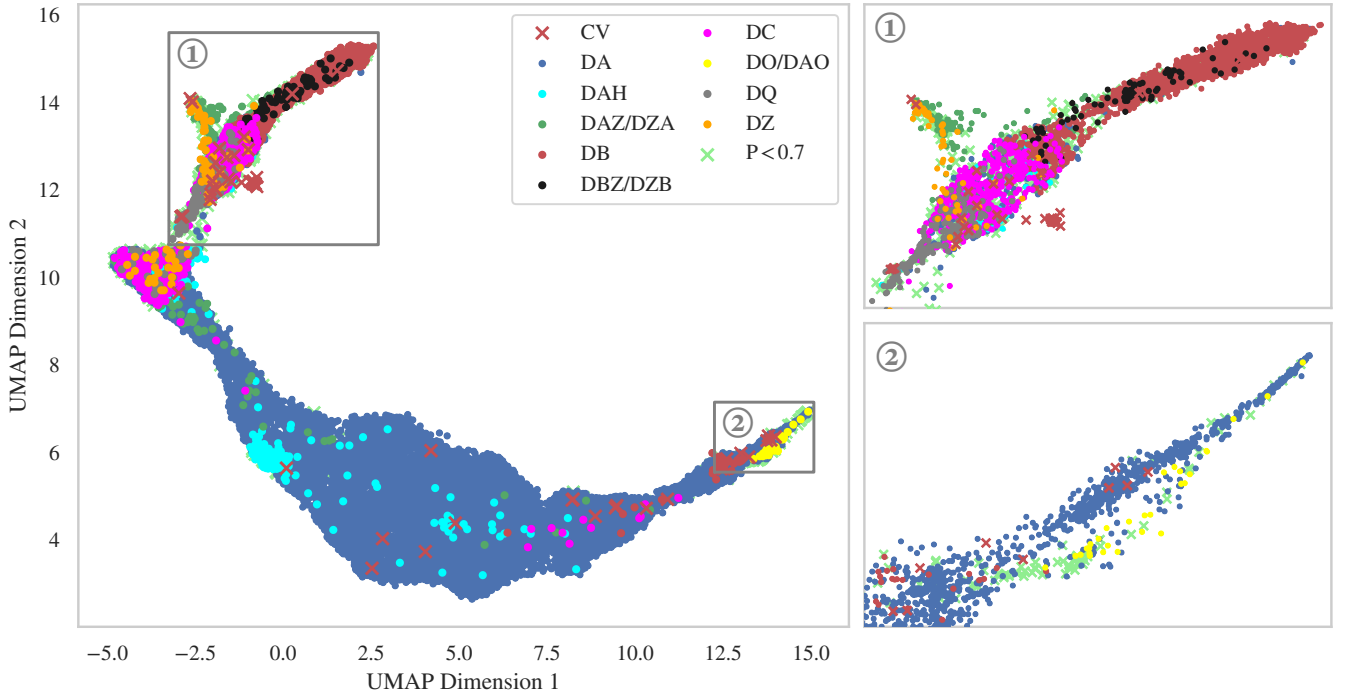 16
14
12
10
8
6
4
UMAP Dimension 2
−5.0 −2.5 0.0 2.5 5.0 7.5 10.0 12.5 15.0
UMAP Dimension 1
①
②
CV
DA
DAH
DAZ/DZA
DB
DBZ/DZB
DC
DO/DAO
DQ
DZ
P<0.7
①
②